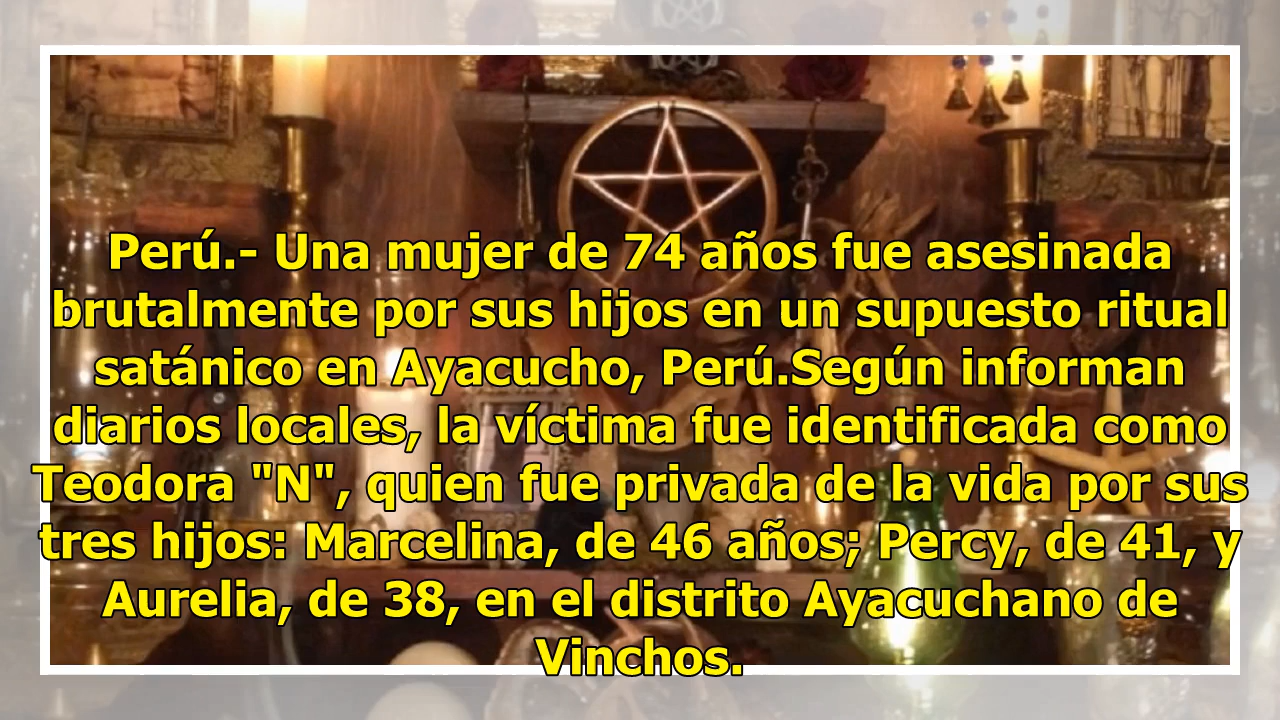 Perú.- Una mujer de 74 años fue asesinada
brutalmente por sus hijos en un supuesto ritual
satánico en Ayacucho, Perú.Según informan
diarios locales, la víctima fue identificada como
Teodora "N", quien fue privada de la vida por sus
tres hijos: Marcelina, de 46 años; Percy, de 41, y
Aurelia, de 38, en el distrito Ayacuchano de
Vinchos.